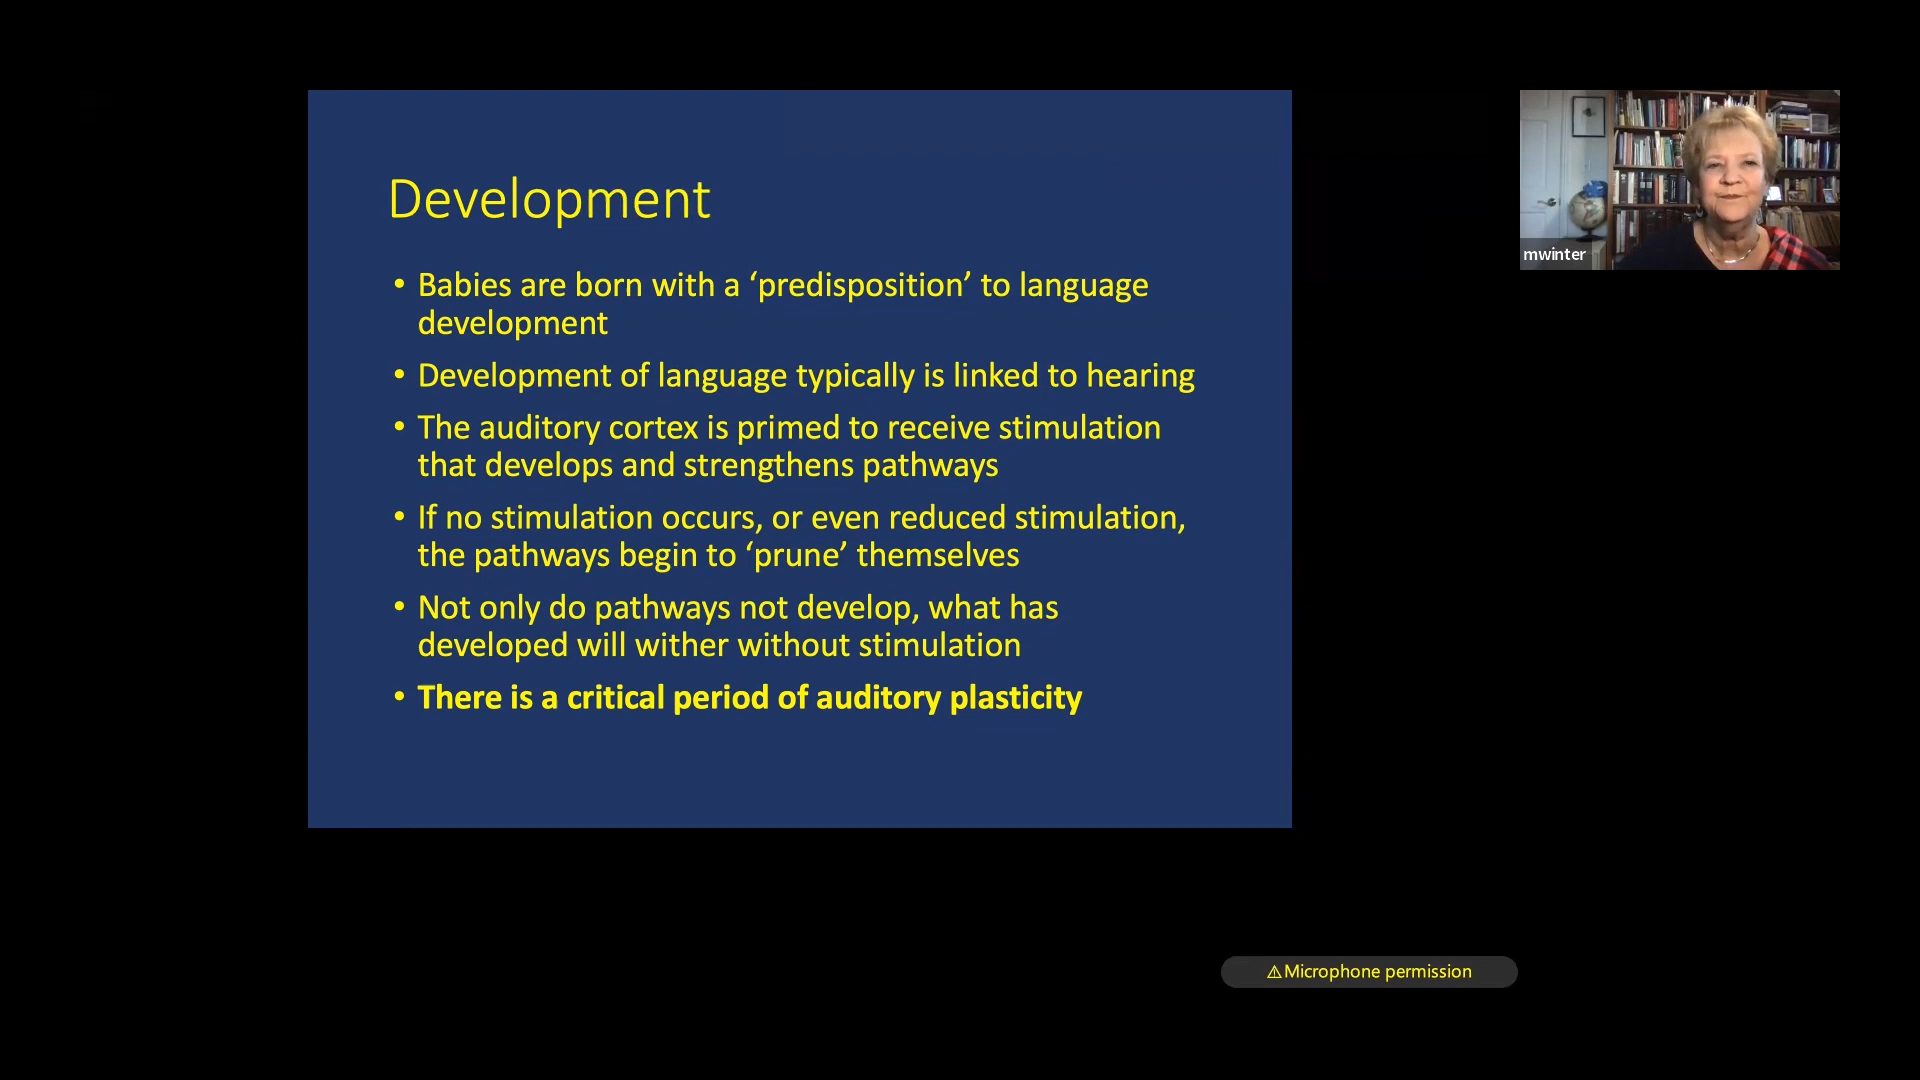 Development
• Babies are born with a ‘predisposition’ to language
development
• Development of language typically is linked to hearing
• The auditory cortex is primed to receive stimulation
that develops and strengthens pathways
• If no stimulation occurs, or even reduced stimulation,
the pathways begin to ‘prune’ themselves
• Not only do pathways not develop, what has
developed will wither without stimulation
• There is a critical period of auditory plasticity
mwinter
⚠Microphone permission